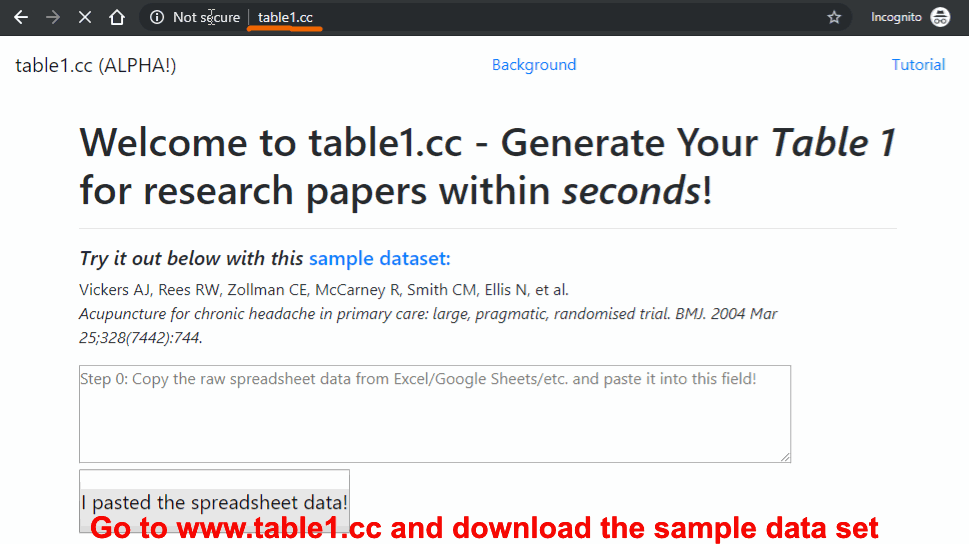 Not secure | table1.cc
Incognito
table1.cc (ALPHA!)
Background
Tutorial
Welcome to table1.cc - Generate Your Table 1
for research papers within seconds!
Try it out below with this sample dataset:
Vickers AJ, Rees RW, Zollman CE, McCarney R, Smith CM, Ellis N, et al.
Acupuncture for chronic headache in primary care: large, pragmatic, randomised trial. BMJ. 2004 Mar
25;328(7442):744.
Step 0: Copy the raw spreadsheet data from Excel/Google Sheets/etc. and paste it into this field!
I pasted the spreadsheet data!
Go to www.table1.cc and download the sample data set